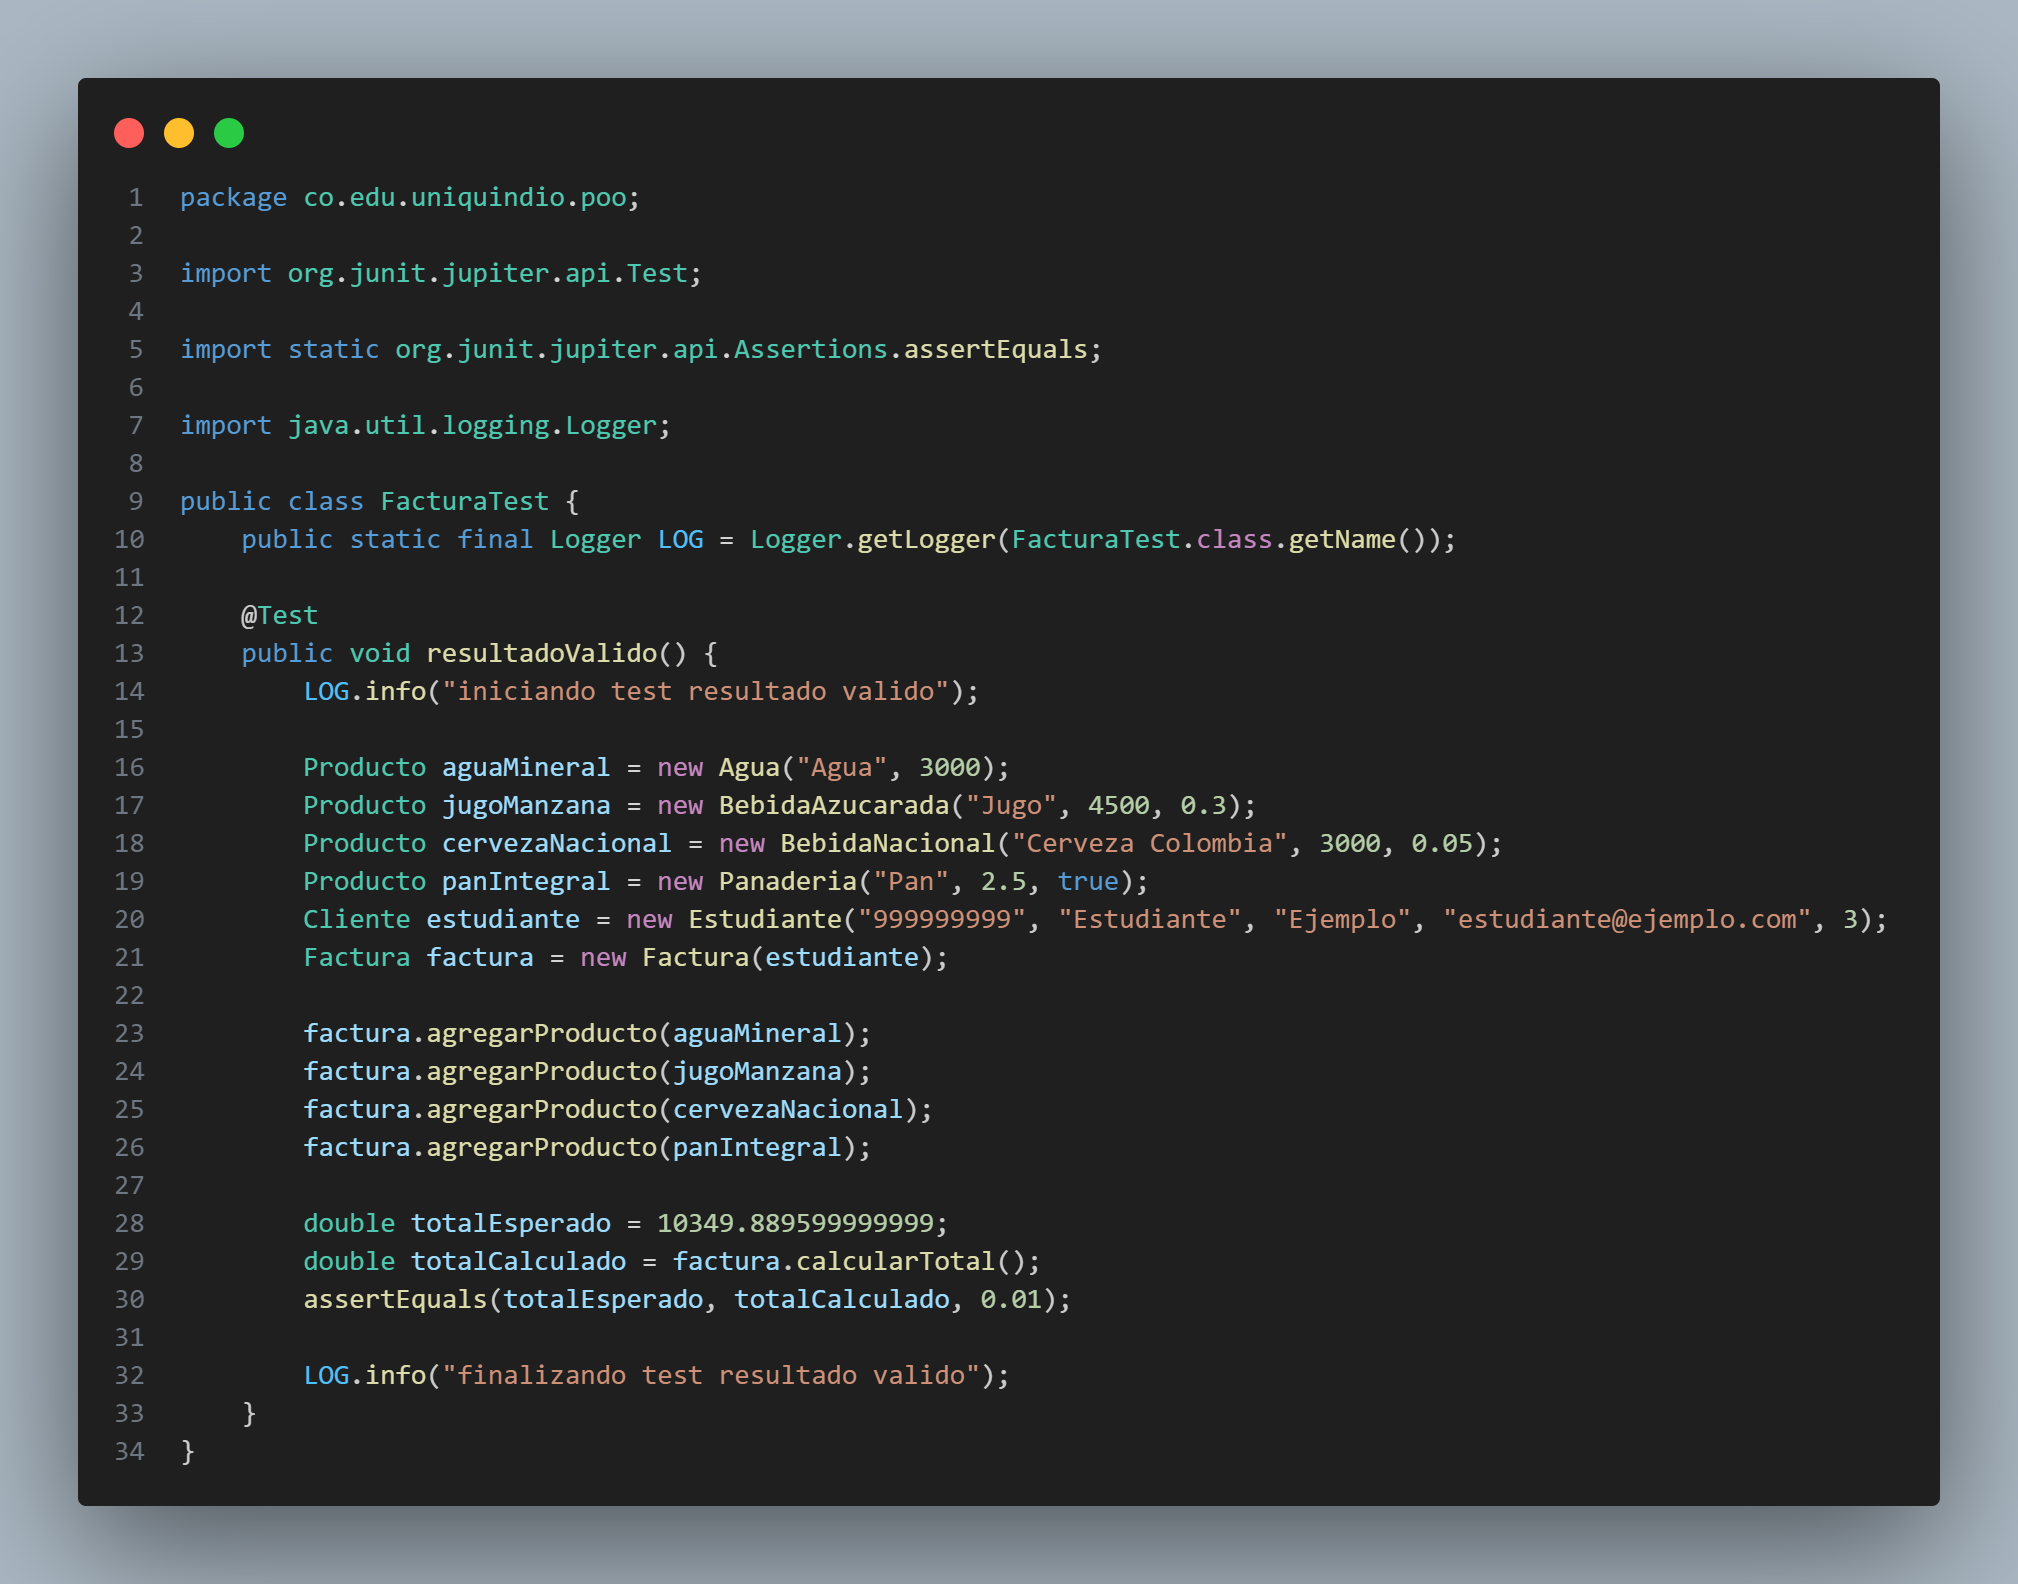 1 package co.edu.uniquindio.poo;
2
3 import org.junit.jupiter.api.Test;
4
5 import static org.junit.jupiter.api.Assertions.assertEquals;
6
7 import java.util.logging.Logger;
8
9 public class FacturaTest {
10     public static final Logger LOG = Logger.getLogger(FacturaTest.class.getName());
11
12     @Test
13     public void resultadoValido() {
14         LOG.info("iniciando test resultado valido");
15
16         Producto aguaMineral = new Agua("Agua", 3000);
17         Producto jugoManzana = new BebidaAzucarada("Jugo", 4500, 0.3);
18         Producto cervezaNacional = new BebidaNacional("Cerveza Colombia", 3000, 0.05);
19         Producto panIntegral = new Panaderia("Pan", 2.5, true);
20         Cliente estudiante = new Estudiante("999999999", "Estudiante", "Ejemplo", "estudiante@ejemplo.com", 3);
21         Factura factura = new Factura(estudiante);
22
23         factura.agregarProducto(aguaMineral);
24         factura.agregarProducto(jugoManzana);
25         factura.agregarProducto(cervezaNacional);
26         factura.agregarProducto(panIntegral);
27
28         double totalEsperado = 10349.889599999999;
29         double totalCalculado = factura.calcularTotal();
30         assertEquals(totalEsperado, totalCalculado, 0.01);
31
32         LOG.info("finalizando test resultado valido");
33     }
34 }